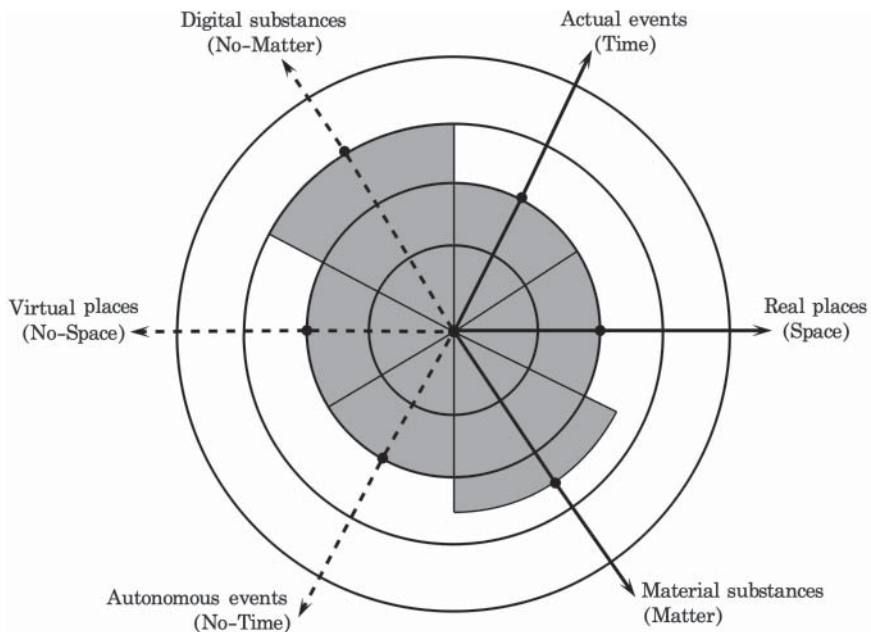 Digital substances
(No-Matter)
Actual events
(Time)
Virtual places
(No-Space)
Real places
(Space)
Autonomous events
(No-Time)
Material substances
(Matter)